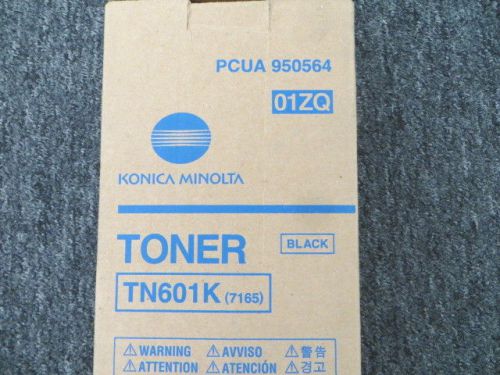 PCUA 950564
01ZQ
KONICA MINOLTA
TONER BLACK
TN601K (7165)
⚠WARNING ⚠AVVISO ⚠警告
⚠ATTENTION ⚠ATENCIÓN ⚠경고